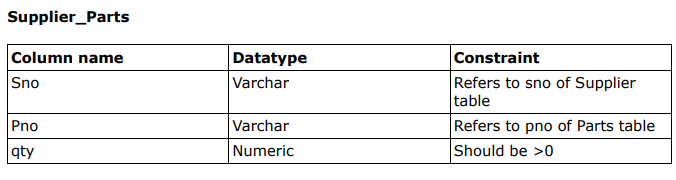 Supplier_Parts
Column name Datatype Constraint
Sno Varchar Refers to sno of Supplier
table
Pno Varchar Refers to pno of Parts table
qty Numeric Should be >0